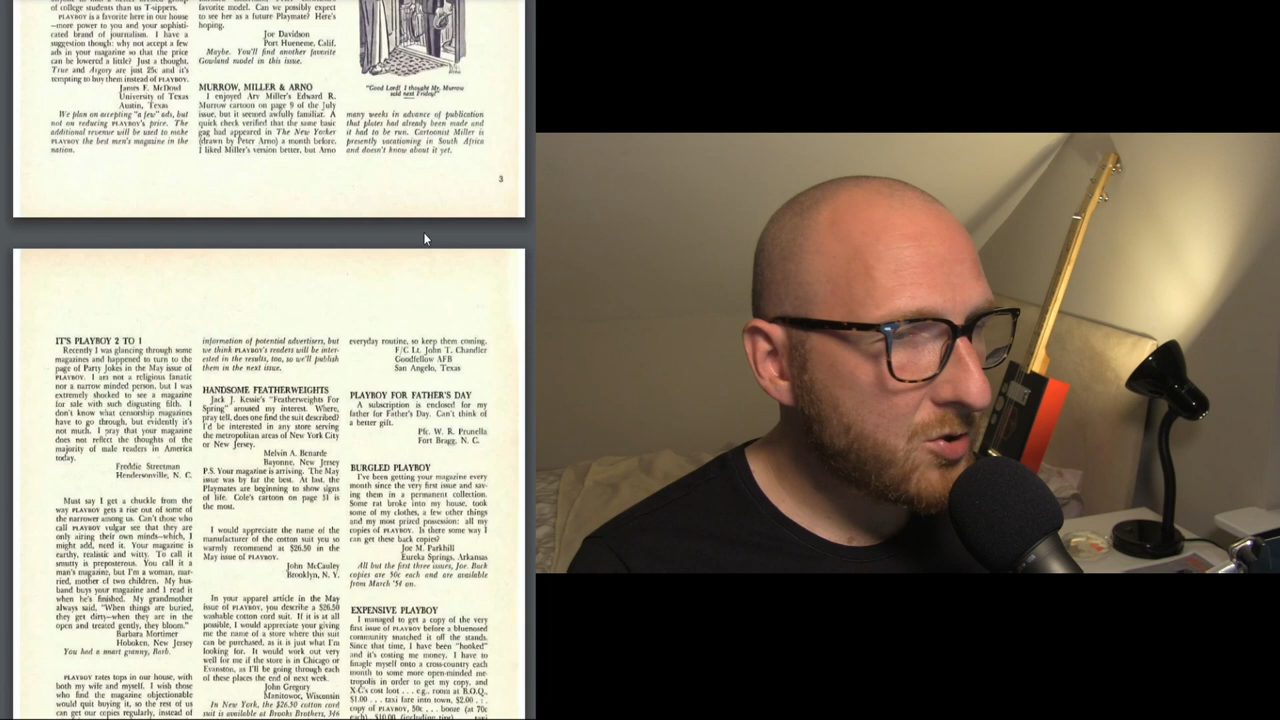 of college students than us T-sippers.
PLAYBOY is a favorite here in our house
—more power to you and your sophisti-
cated brand of journalism. I have a
suggestion though: why not accept a few
ads in your magazine so that the price
can be lowered a little? Just a thought.
True and Argosy are just 25c and it's
tempting to buy them instead of PLAYBOY.
James F. McDowl
University of Texas
Austin, Texas
We plan on accepting "a few" ads, but
not on reducing PLAYBOY's price. The
additional revenue will be used to make
PLAYBOY the best men's magazine in the
nation.
favorite model. Can we possibly expect
to see her as a future Playmate? Here's
hoping.
Joe Davidson
Port Hueneme, Calif.
Maybe. You'll find another favorite
Gowland model in this issue.
MURROW, MILLER & ARNO
I enjoyed Arv Miller's Edward R.
Murrow cartoon on page 9 of the July
issue, but it seemed awfully familiar. A
quick check verified that the same basic
gag had appeared in The New Yorker
(drawn by Peter Arno) a month before.
I liked Miller's version better, but Arno
"Good Lord! I thought Mr. Murrow
said next Friday!"
many weeks in advance of publication
that plates had already been made and
it had to be run. Cartoonist Miller is
presently vacationing in South Africa
and doesn't know about it yet.
3
IT'S PLAYBOY 2 TO 1
Recently I was glancing through some
magazines and happened to turn to the
page of Party Jokes in the May issue of
PLAYBOY. I am not a religious fanatic
nor a narrow minded person, but I was
extremely shocked to see a magazine
for sale with such disgusting filth. I
don't know what censorship magazines
have to go through, but evidently it's
not much. I pray that your magazine
does not reflect the thoughts of the
majority of male readers in America
today.
Freddie Streetman
Hendersonville, N. C.
Must say I get a chuckle from the
way PLAYBOY gets a rise out of some of
the narrower among us. Can't those who
call PLAYBOY vulgar see that they are
only airing their own minds—which, I
might add, need it. Your magazine is
earthy, realistic and witty. To call it
smutty is preposterous. You call it a
man's magazine, but I'm a woman, mar-
ried, mother of two children. My hus-
band buys your magazine and I read it
when he's finished. My grandmother
always said, "When things are buried,
they get dirty—when they are in the
open and treated gently, they bloom."
Barbara Mortimer
Hoboken, New Jersey
You had a smart granny, Barb.
PLAYBOY rates tops in our house, with
both my wife and myself. I wish those
who find the magazine objectionable
would quit buying it, so the rest of us
can get our copies regularly, instead of
information of potential advertisers, but
we think PLAYBOY's readers will be inter-
ested in the results, too, so we'll publish
them in the next issue.
HANDSOME FEATHERWEIGHTS
Jack J. Kessie's "Featherweights For
Spring" aroused my interest. Where,
pray tell, does one find the suit described?
I'd be interested in any store serving
the metropolitan areas of New York City
or New Jersey.
Melvin A. Benarde
Bayonne, New Jersey
P.S. Your magazine is arriving. The May
issue was by far the best. At last, the
Playmates are beginning to show signs
of life. Cole's cartoon on page 31 is
the most.
I would appreciate the name of the
manufacturer of the cotton suit you so
warmly recommend at $26.50 in the
May issue of PLAYBOY.
John McCauley
Brooklyn, N. Y.
In your apparel article in the May
issue of PLAYBOY, you describe a $26.50
washable cotton cord suit. If it is at all
possible, I would appreciate your giving
me the name of a store where this suit
can be purchased, as it is just what I'm
looking for. It would work out very
well for me if the store is in Chicago or
Evanston, as I'll be going through each
of these places the end of next week.
John Gregory
Manitowoc, Wisconsin
In New York, the $26.50 cotton cord
suit is available at Brooks Brothers, 346
everyday routine, so keep them coming.
F/C Lt. John T. Chandler
Goodfellow AFB
San Angelo, Texas
PLAYBOY FOR FATHER'S DAY
A subscription is enclosed for my
father for Father's Day. Can't think of
a better gift.
Pfc. W. R. Prunella
Fort Bragg, N. C.
BURGLED PLAYBOY
I've been getting your magazine every
month since the very first issue and sav-
ing them in a permanent collection.
Some rat broke into my house, took
some of my clothes, a few other things
and my most prized possession: all my
copies of PLAYBOY. Is there some way I
can get these back copies?
Joe M. Parkhill
Eureka Springs, Arkansas
All but the first three issues, Joe. Back
copies are 50c each and are available
from March '54 on.
EXPENSIVE PLAYBOY
I managed to get a copy of the very
first issue of PLAYBOY before a bluenosed
community snatched it off the stands.
Since that time, I have been "hooked"
and it's costing me money. I have to
finagle myself onto a cross-country each
month to some more open-minded me-
tropolis in order to get my copy, and
X-C's cost loot . . . e.g., room at B.O.Q.,
$1.00 . . . taxi fare into town, $2.00 . . .
copy of PLAYBOY, 50c . . . booze (at 70c